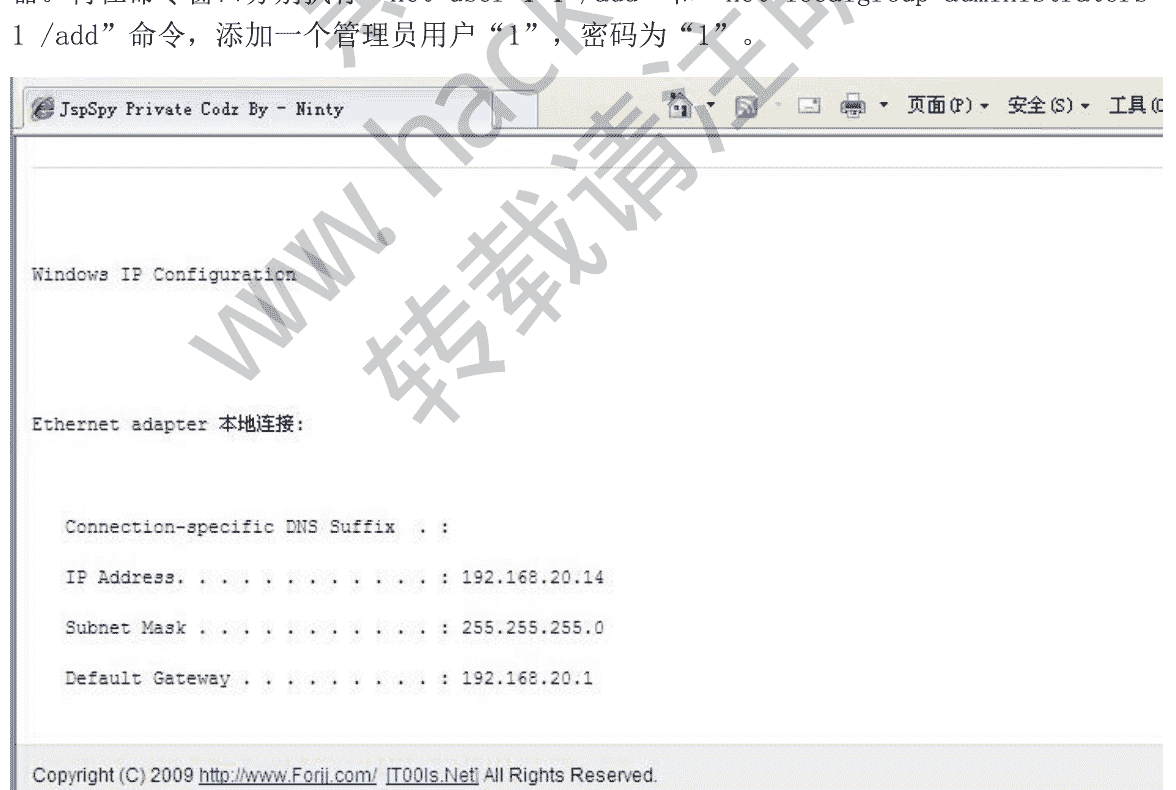 1 /add”命令，添加一个管理员用户“1”，密码为“1”。
JspSpy Private Codz By - Ninty
页面(P) 安全(S) 工具(O
www.hack
转载请注
Windows IP Configuration
Ethernet adapter 本地连接:
Connection-specific DNS Suffix . :
IP Address. . . . . . . . . . . . : 192.168.20.14
Subnet Mask . . . . . . . . . . . : 255.255.255.0
Default Gateway . . . . . . . . . : 192.168.20.1
Copyright (C) 2009 http://www.Forjj.com/ [T00ls.Net] All Rights Reserved.